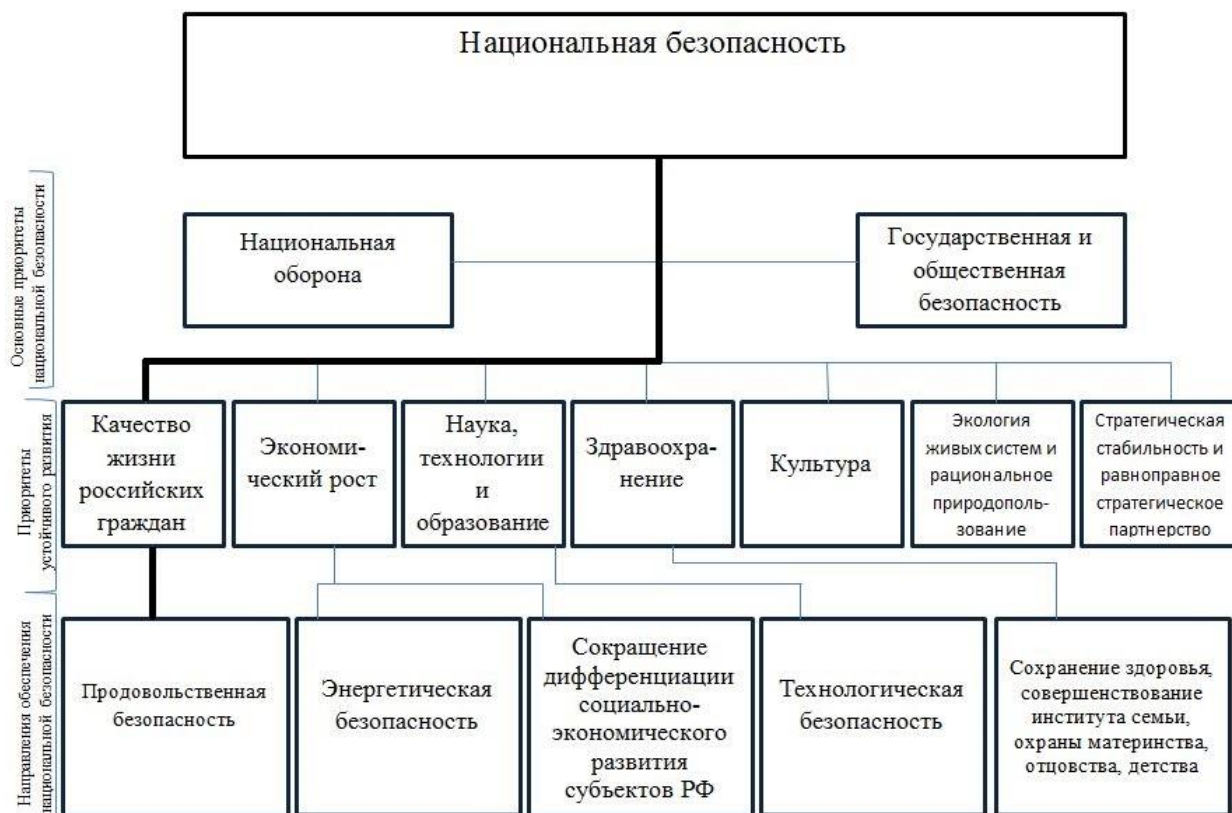 Национальная безопасность
Основные приоритеты
национальной безопасности
Национальная
оборона
Государственная и
общественная
безопасность
Приоритеты
устойчивого развития
Качество
жизни
российских
граждан
Экономи-
ческий рост
Наука,
технологии
и
образование
Здравоохра-
нение
Культура
Экология
живых систем и
рациональное
природополь-
зование
Стратегическая
стабильность и
равноправное
стратегическое
партнерство
Направления обеспечения
национальной безопасности
Продовольственная
безопасность
Энергетическая
безопасность
Сокращение
дифференциации
социально-
экономического
развития
субъектов РФ
Технологическая
безопасность
Сохранение здоровья,
совершенствование
института семьи,
охраны материнства,
отцовства, детства